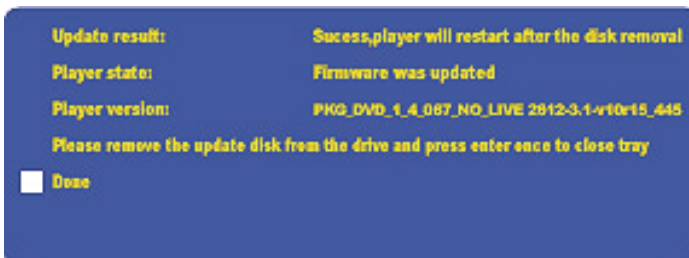 Update result: Sucess,player will restart after the disk removal
Player state: Firmware was updated
Player version: PKG_DVD_1_4_087_NO_LIVE 2612-3.1-v10r15_445
Please remove the update disk from the drive and press enter once to close tray
Done